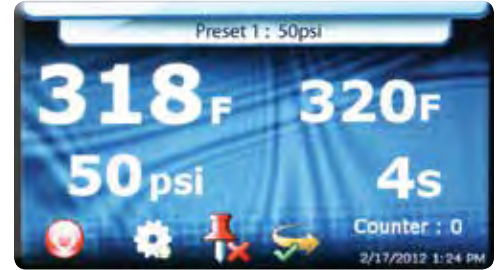 Preset 1 : 50psi
318F 320F
50psi 4s
Counter : 0
2/17/2012 1:24 PM